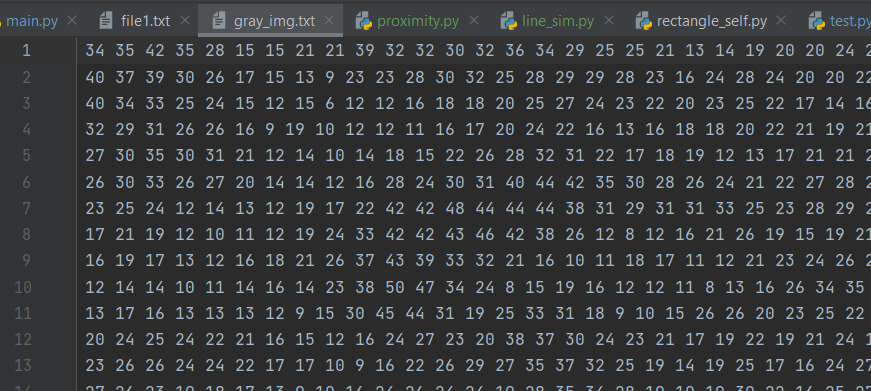 main.py file1.txt gray_img.txt proximity.py line_sim.py rectangle_self.py test.py
1 34 35 42 35 28 15 15 21 21 39 32 32 30 32 36 34 29 25 25 21 13 14 19 20 20 24
2 40 37 39 30 26 17 15 13 9 23 23 28 30 32 25 28 29 29 28 23 16 24 28 24 20 20 22
3 40 34 33 25 24 15 12 15 6 12 12 16 18 18 20 25 27 24 23 22 20 23 25 22 17 14 16
4 32 29 31 26 26 16 9 19 10 12 12 11 16 17 20 24 22 16 13 16 18 18 20 22 21 19 21
5 27 30 35 30 31 21 12 14 10 14 18 15 22 26 28 32 31 22 17 18 19 12 13 17 21 21
6 26 30 33 26 27 20 14 14 12 16 28 24 30 31 40 44 42 35 30 28 26 24 21 22 27 28
7 23 25 24 12 14 13 12 19 17 22 42 42 48 44 44 44 38 31 29 31 31 33 25 23 28 29
8 17 21 19 12 10 11 12 19 24 33 42 42 43 46 42 38 26 12 8 12 16 21 26 19 15 19 21
9 16 19 17 13 12 16 18 21 26 37 43 39 33 32 21 16 10 11 18 17 11 12 21 23 24 26
10 12 14 14 10 11 14 16 14 23 38 50 47 34 24 8 15 19 16 12 12 11 8 13 16 26 34 35
11 13 17 16 13 13 13 12 9 15 30 45 44 31 19 25 33 31 18 9 10 15 26 26 20 23 25 22
12 20 24 25 24 22 21 16 15 12 16 24 27 23 20 38 37 30 24 23 21 17 19 22 19 21 24
13 23 26 26 24 24 22 17 17 10 9 16 22 26 29 27 35 37 32 25 19 14 19 25 17 16 24